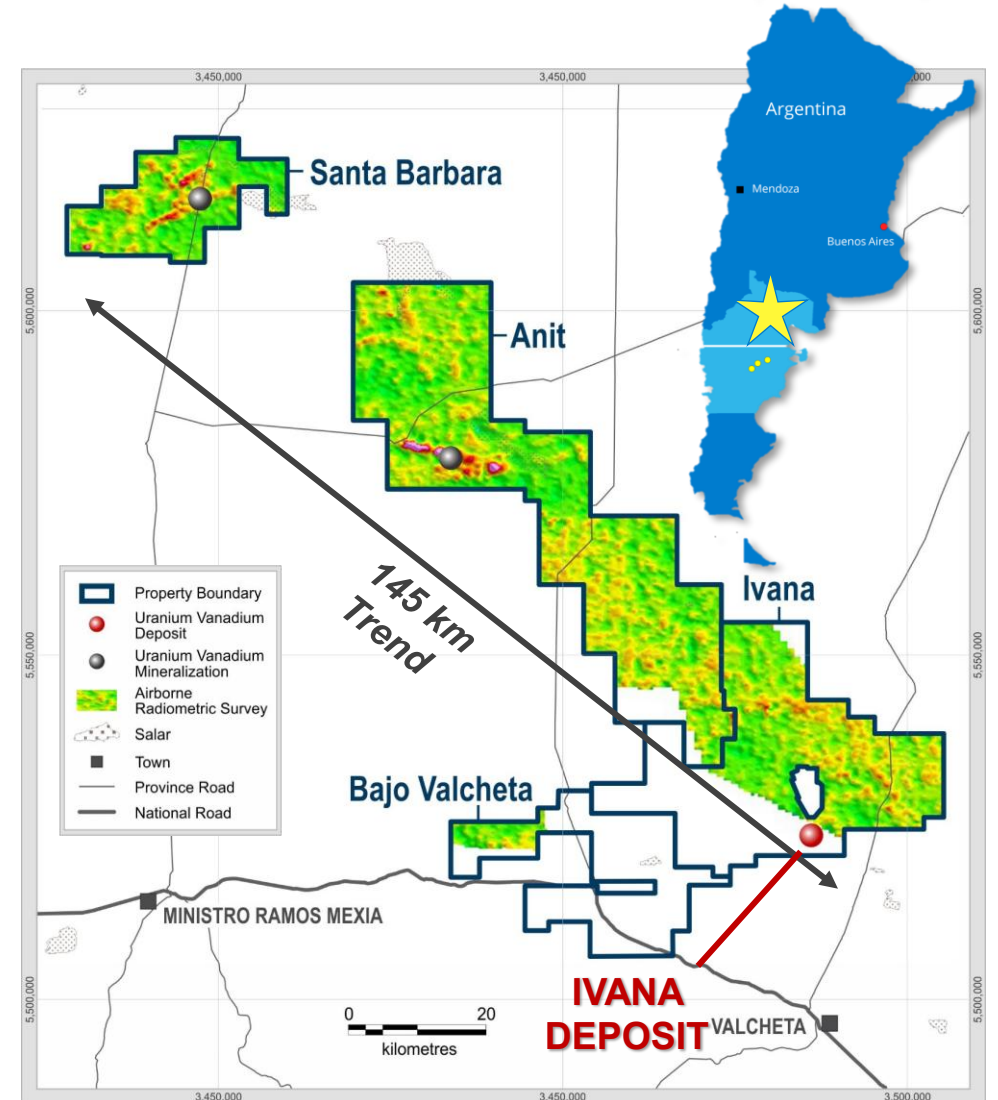 3,450,000
3,450,000
,000
Argentina
Mendoza
Buenos Aires
Santa Barbara
5,600,000
5,600,000
Anit
145 km
Trend
Ivana
Property Boundary
Uranium Vanadium
Deposit
Uranium Vanadium
Mineralization
Airborne
Radiometric Survey
Salar
Town
Province Road
National Road
5,550,000
5,550,000
Bajo Valcheta
MINISTRO RAMOS MEXIA
IVANA
DEPOSIT
VALCHETA
0 20
kilometres
5,500,000
5,500,000
3,450,000
3,450,000
3,500,000